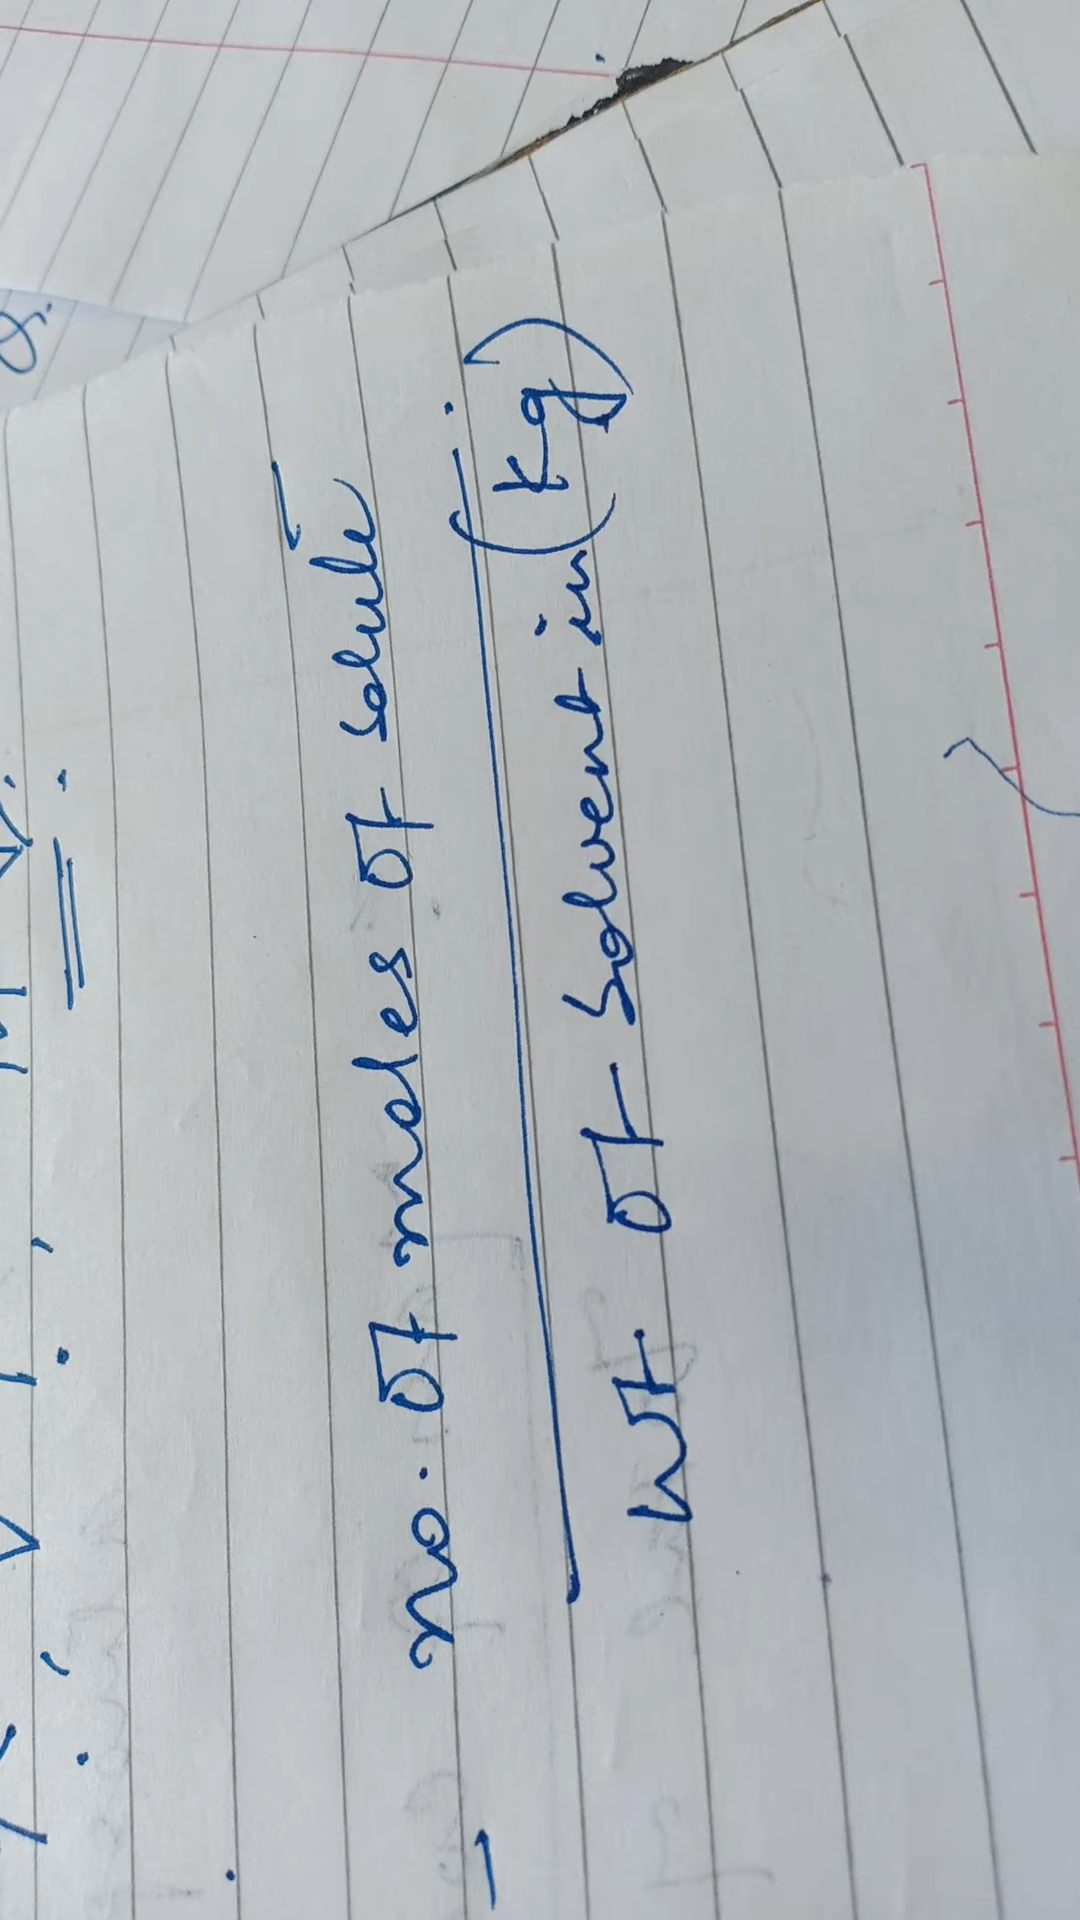 no. of moles of solute
wt. of solvent in (kg)